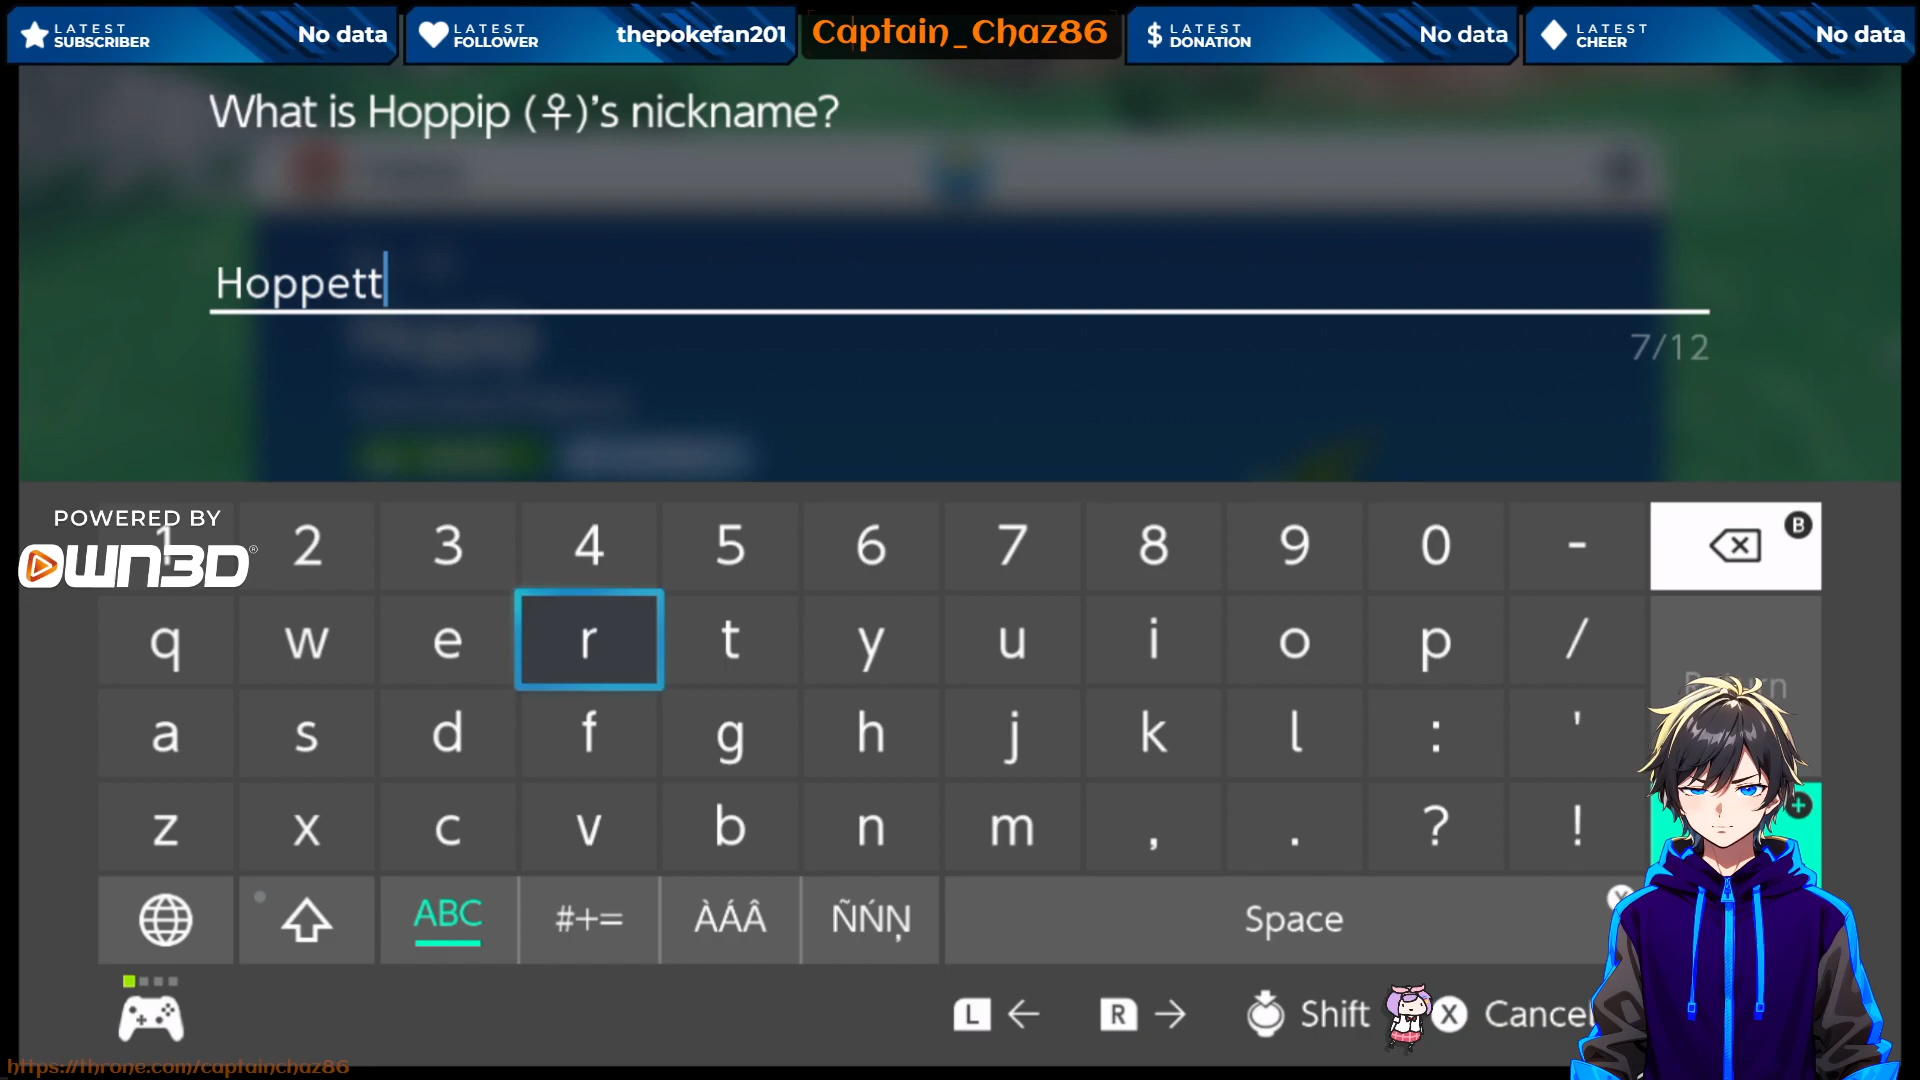 LATEST SUBSCRIBER No data
LATEST FOLLOWER thepokefan201
Captain_Chaz86
$ LATEST DONATION No data
LATEST CHEER No data
What is Hoppip (♀)'s nickname?
Hoppett
7/12
POWERED BY
OWN3D®
1 2 3 4 5 6 7 8 9 0 - B
q w e r t y u i o p /
Return
a s d f g h j k l : '
z x c v b n m , . ? ! +
ABC #+= ÀÁÂ ÑŃŅ Space Y
L ← R → Shift X Cancel
https://throne.com/captainchaz86